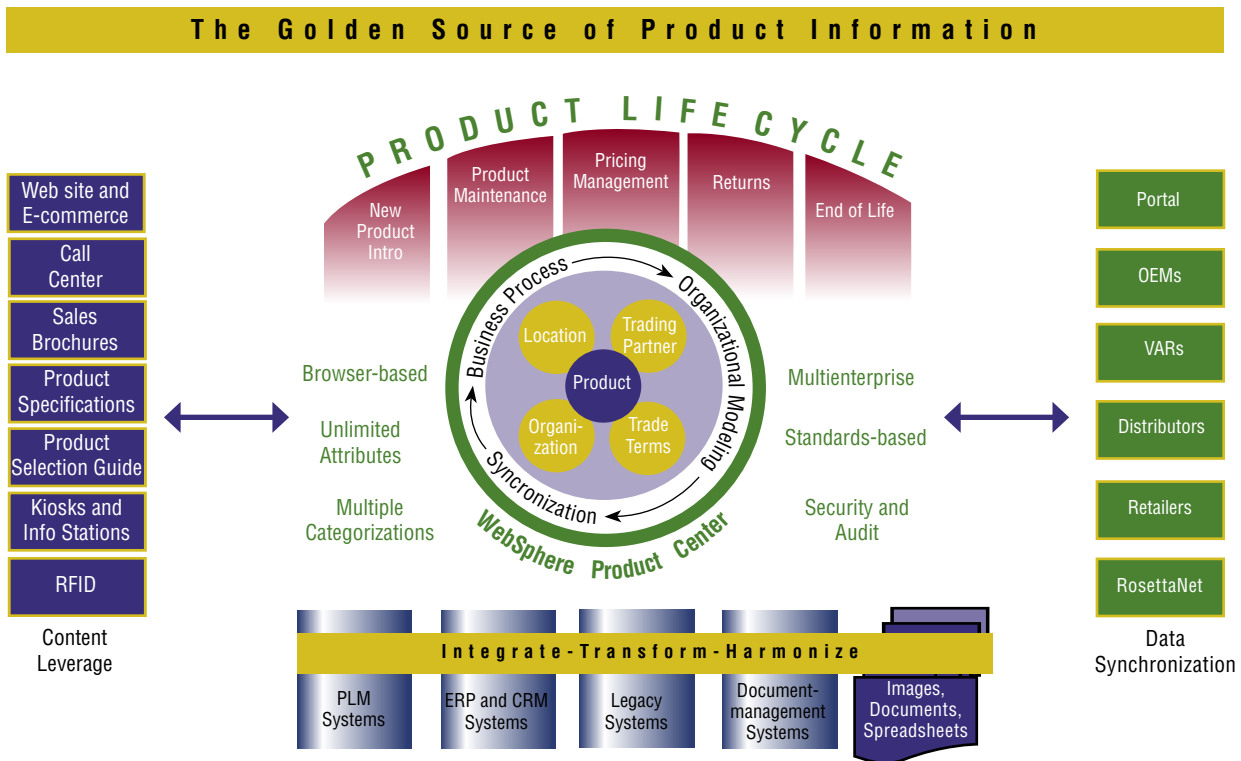 The Golden Source of Product Information
PRODUCT LIFE CYCLE
New
Product
Intro
Product
Maintenance
Pricing
Management
Returns
End of Life
Web site and
E-commerce
Call
Center
Sales
Brochures
Product
Specifications
Product
Selection Guide
Kiosks and
Info Stations
RFID
Content
Leverage
Browser-based
Unlimited
Attributes
Multiple
Categorizations
Business Process
Organizational Modeling
Syncronization
Location
Trading
Partner
Product
Organi-
zation
Trade
Terms
WebSphere Product Center
Multienterprise
Standards-based
Security and
Audit
Portal
OEMs
VARs
Distributors
Retailers
RosettaNet
Data
Synchronization
Integrate-Transform-Harmonize
PLM
Systems
ERP and CRM
Systems
Legacy
Systems
Document-
management
Systems
Images,
Documents,
Spreadsheets